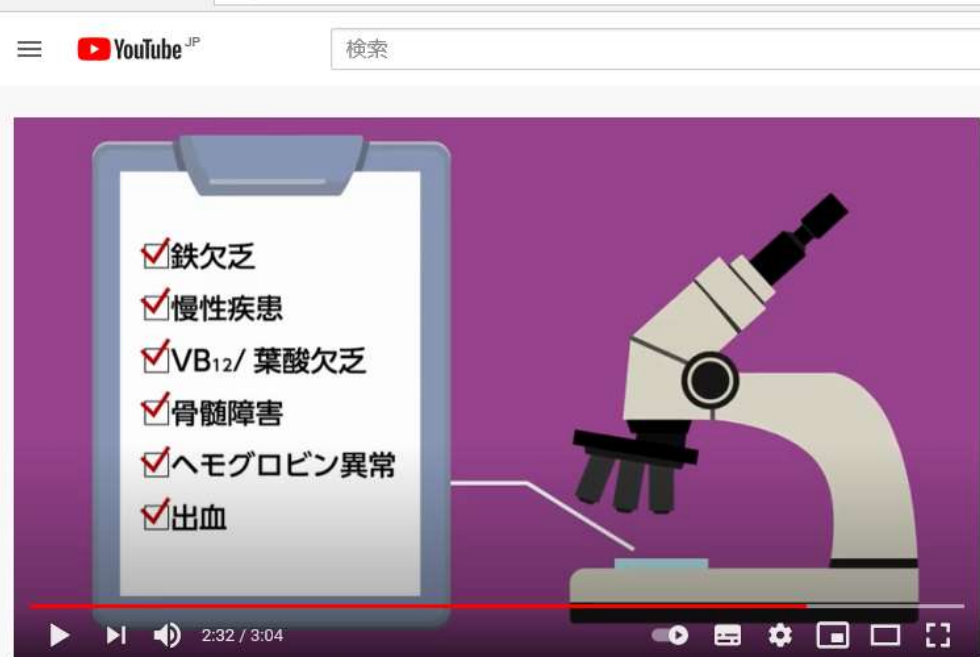 YouTube JP
検索
鉄欠乏
慢性疾患
VB12/ 葉酸欠乏
骨髄障害
ヘモグロビン異常
出血
2:32 / 3:04